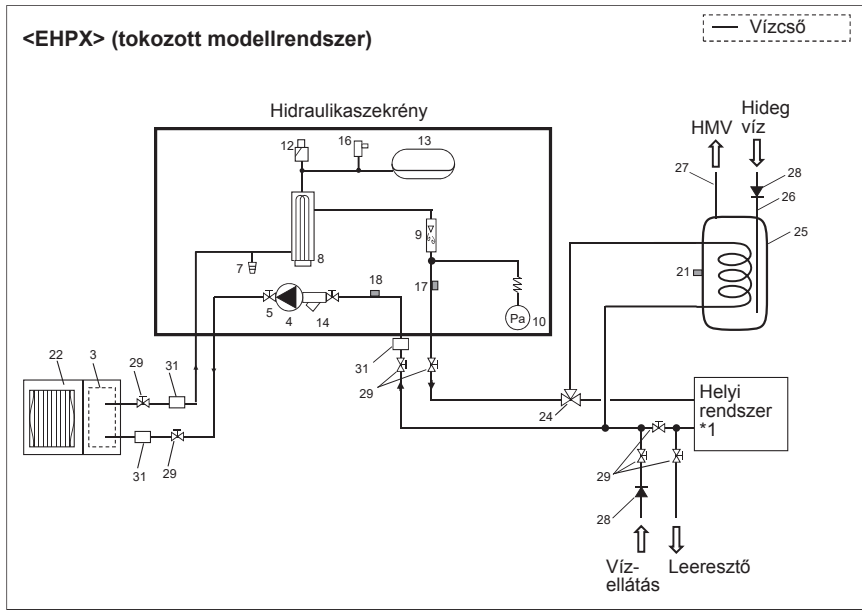 <EHPX> (tokozott modellrendszer)
Vízcső
Hidraulikaszekrény
HMV
Hideg
víz
12
16
13
27
28
26
9
25
7
8
21
18
17
5
4
14
10
Pa
22
3
29
31
31
29
24
Helyi
rendszer
*1
31
29
29
28
Víz-
ellátás
Leeresztő